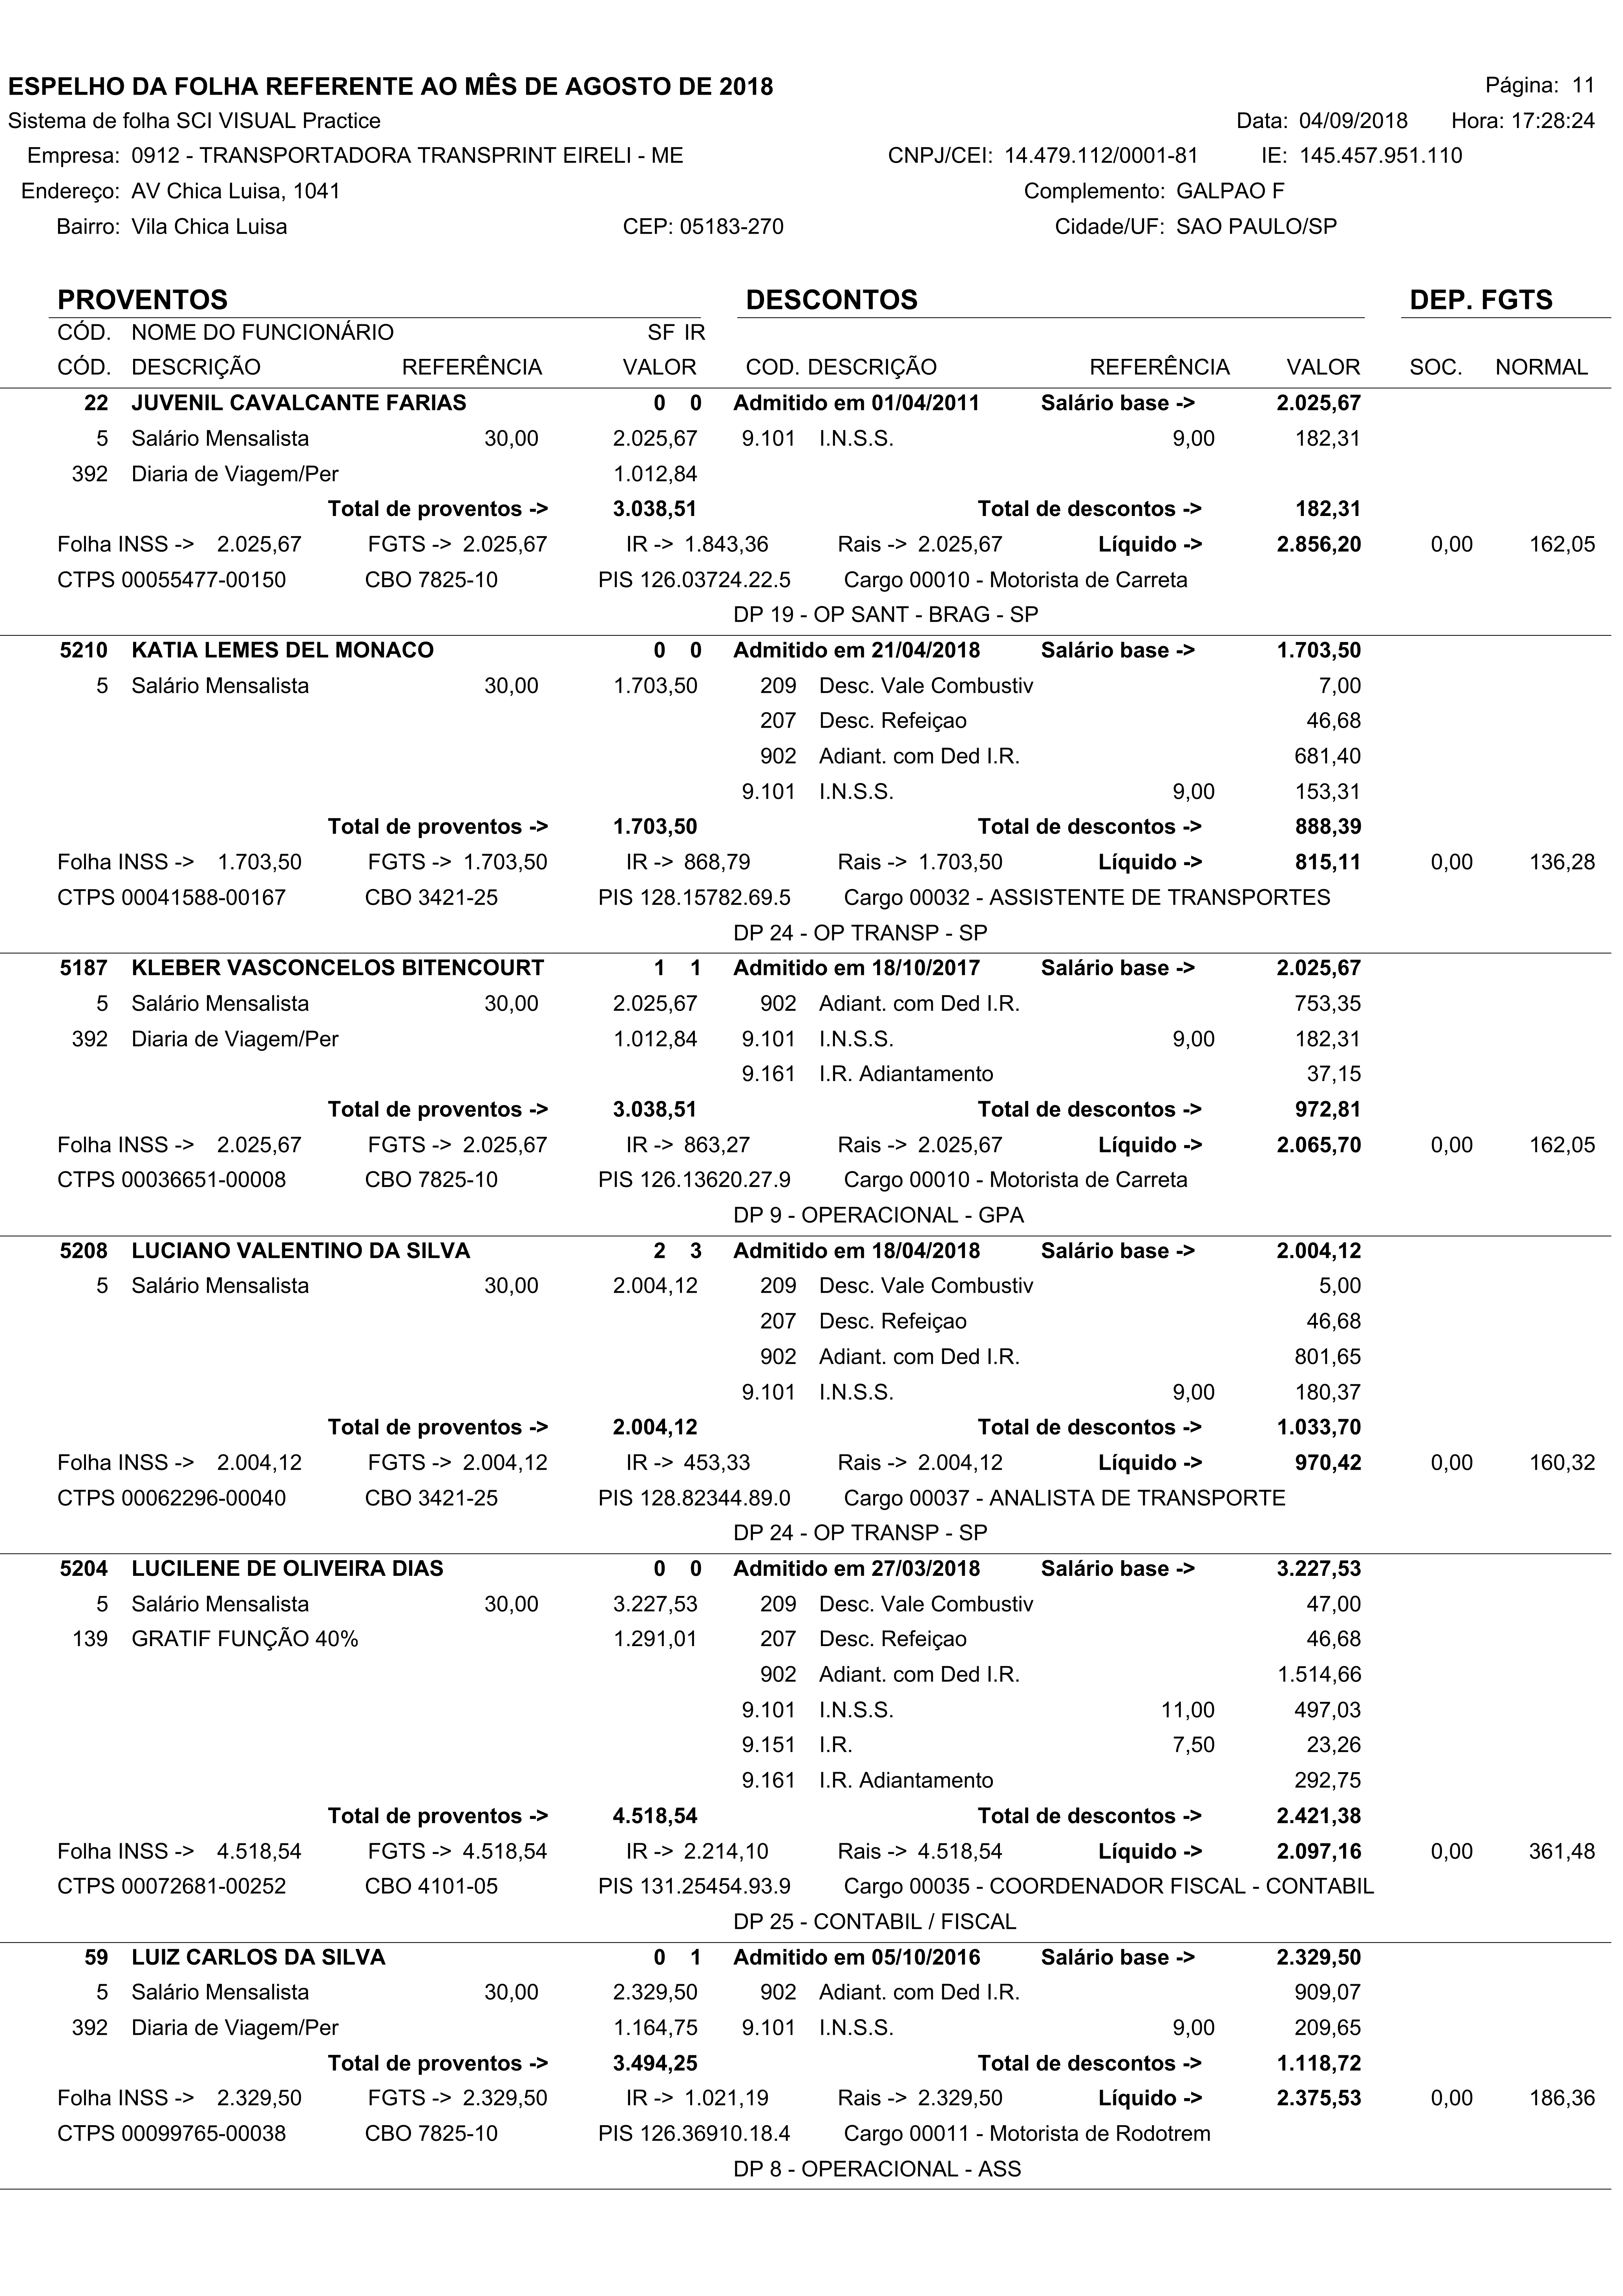 ESPELHO DA FOLHA REFERENTE AO MÊS DE AGOSTO DE 2018 Página: 11
Sistema de folha SCI VISUAL Practice Data: 04/09/2018 Hora: 17:28:24
Empresa: 0912 - TRANSPORTADORA TRANSPRINT EIRELI - ME CNPJ/CEI: 14.479.112/0001-81 IE: 145.457.951.110
Endereço: AV Chica Luisa, 1041 Complemento: GALPAO F
Bairro: Vila Chica Luisa CEP: 05183-270 Cidade/UF: SAO PAULO/SP
PROVENTOS DESCONTOS DEP. FGTS
CÓD. NOME DO FUNCIONÁRIO SF IR
CÓD. DESCRIÇÃO REFERÊNCIA VALOR COD. DESCRIÇÃO REFERÊNCIA VALOR SOC. NORMAL
22 JUVENIL CAVALCANTE FARIAS 0 0 Admitido em 01/04/2011 Salário base -> 2.025,67
5 Salário Mensalista 30,00 2.025,67 9.101 I.N.S.S. 9,00 182,31
392 Diaria de Viagem/Per 1.012,84
Total de proventos -> 3.038,51 Total de descontos -> 182,31
Folha INSS -> 2.025,67 FGTS -> 2.025,67 IR -> 1.843,36 Rais -> 2.025,67 Líquido -> 2.856,20 0,00 162,05
CTPS 00055477-00150 CBO 7825-10 PIS 126.03724.22.5 Cargo 00010 - Motorista de Carreta
DP 19 - OP SANT - BRAG - SP
5210 KATIA LEMES DEL MONACO 0 0 Admitido em 21/04/2018 Salário base -> 1.703,50
5 Salário Mensalista 30,00 1.703,50 209 Desc. Vale Combustiv 7,00
207 Desc. Refeiçao 46,68
902 Adiant. com Ded I.R. 681,40
9.101 I.N.S.S. 9,00 153,31
Total de proventos -> 1.703,50 Total de descontos -> 888,39
Folha INSS -> 1.703,50 FGTS -> 1.703,50 IR -> 868,79 Rais -> 1.703,50 Líquido -> 815,11 0,00 136,28
CTPS 00041588-00167 CBO 3421-25 PIS 128.15782.69.5 Cargo 00032 - ASSISTENTE DE TRANSPORTES
DP 24 - OP TRANSP - SP
5187 KLEBER VASCONCELOS BITENCOURT 1 1 Admitido em 18/10/2017 Salário base -> 2.025,67
5 Salário Mensalista 30,00 2.025,67 902 Adiant. com Ded I.R. 753,35
392 Diaria de Viagem/Per 1.012,84 9.101 I.N.S.S. 9,00 182,31
9.161 I.R. Adiantamento 37,15
Total de proventos -> 3.038,51 Total de descontos -> 972,81
Folha INSS -> 2.025,67 FGTS -> 2.025,67 IR -> 863,27 Rais -> 2.025,67 Líquido -> 2.065,70 0,00 162,05
CTPS 00036651-00008 CBO 7825-10 PIS 126.13620.27.9 Cargo 00010 - Motorista de Carreta
DP 9 - OPERACIONAL - GPA
5208 LUCIANO VALENTINO DA SILVA 2 3 Admitido em 18/04/2018 Salário base -> 2.004,12
5 Salário Mensalista 30,00 2.004,12 209 Desc. Vale Combustiv 5,00
207 Desc. Refeiçao 46,68
902 Adiant. com Ded I.R. 801,65
9.101 I.N.S.S. 9,00 180,37
Total de proventos -> 2.004,12 Total de descontos -> 1.033,70
Folha INSS -> 2.004,12 FGTS -> 2.004,12 IR -> 453,33 Rais -> 2.004,12 Líquido -> 970,42 0,00 160,32
CTPS 00062296-00040 CBO 3421-25 PIS 128.82344.89.0 Cargo 00037 - ANALISTA DE TRANSPORTE
DP 24 - OP TRANSP - SP
5204 LUCILENE DE OLIVEIRA DIAS 0 0 Admitido em 27/03/2018 Salário base -> 3.227,53
5 Salário Mensalista 30,00 3.227,53 209 Desc. Vale Combustiv 47,00
139 GRATIF FUNÇÃO 40% 1.291,01 207 Desc. Refeiçao 46,68
902 Adiant. com Ded I.R. 1.514,66
9.101 I.N.S.S. 11,00 497,03
9.151 I.R. 7,50 23,26
9.161 I.R. Adiantamento 292,75
Total de proventos -> 4.518,54 Total de descontos -> 2.421,38
Folha INSS -> 4.518,54 FGTS -> 4.518,54 IR -> 2.214,10 Rais -> 4.518,54 Líquido -> 2.097,16 0,00 361,48
CTPS 00072681-00252 CBO 4101-05 PIS 131.25454.93.9 Cargo 00035 - COORDENADOR FISCAL - CONTABIL
DP 25 - CONTABIL / FISCAL
59 LUIZ CARLOS DA SILVA 0 1 Admitido em 05/10/2016 Salário base -> 2.329,50
5 Salário Mensalista 30,00 2.329,50 902 Adiant. com Ded I.R. 909,07
392 Diaria de Viagem/Per 1.164,75 9.101 I.N.S.S. 9,00 209,65
Total de proventos -> 3.494,25 Total de descontos -> 1.118,72
Folha INSS -> 2.329,50 FGTS -> 2.329,50 IR -> 1.021,19 Rais -> 2.329,50 Líquido -> 2.375,53 0,00 186,36
CTPS 00099765-00038 CBO 7825-10 PIS 126.36910.18.4 Cargo 00011 - Motorista de Rodotrem
DP 8 - OPERACIONAL - ASS